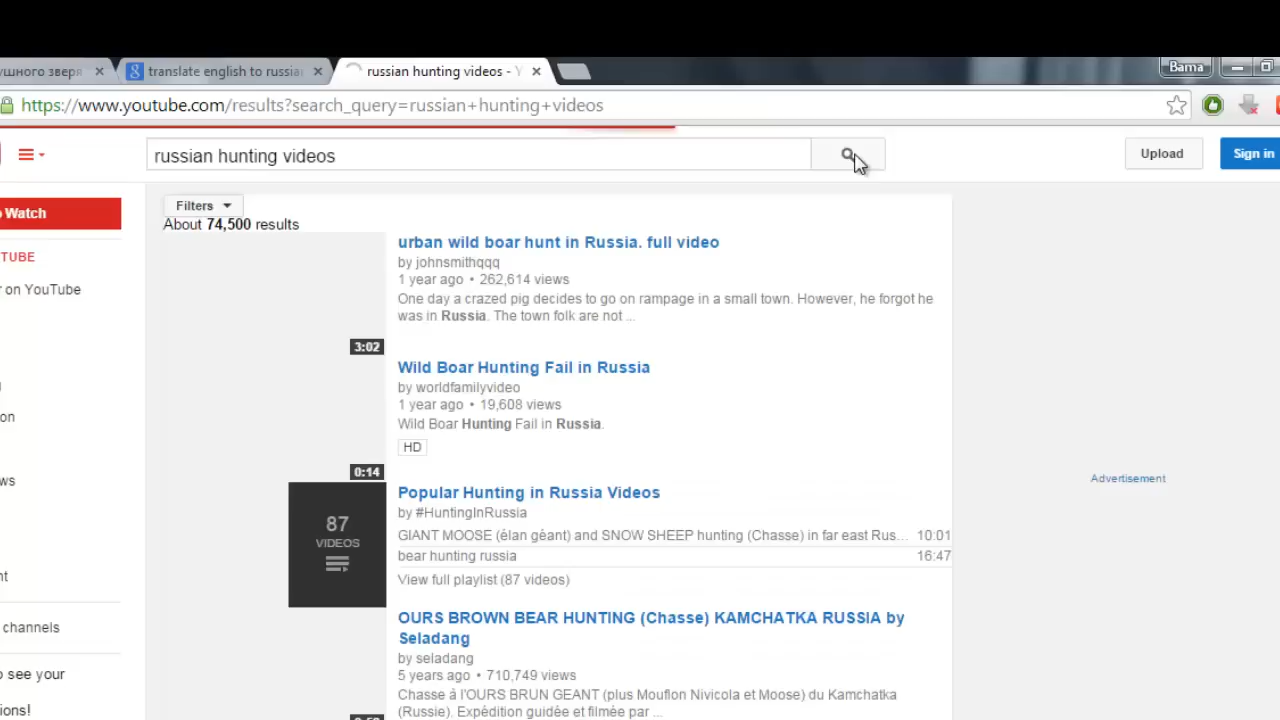 ушного зверя
translate english to russia
russian hunting videos - Y
Bama
https://www.youtube.com/results?search_query=russian+hunting+videos
russian hunting videos
Upload
Sign in
Watch
Filters
About 74,500 results
TUBE
r on YouTube
on
ws
nt
channels
o see your
ions!
urban wild boar hunt in Russia. full video
by johnsmithqqq
1 year ago • 262,614 views
One day a crazed pig decides to go on rampage in a small town. However, he forgot he
was in Russia. The town folk are not ...
3:02
Wild Boar Hunting Fail in Russia
by worldfamilyvideo
1 year ago • 19,608 views
Wild Boar Hunting Fail in Russia.
HD
0:14
87
VIDEOS
Popular Hunting in Russia Videos
by #HuntingInRussia
GIANT MOOSE (élan géant) and SNOW SHEEP hunting (Chasse) in far east Rus... 10:01
bear hunting russia 16:47
View full playlist (87 videos)
OURS BROWN BEAR HUNTING (Chasse) KAMCHATKA RUSSIA by
Seladang
by seladang
5 years ago • 710,749 views
Chasse à l'OURS BRUN GEANT (plus Mouflon Nivicola et Moose) du Kamchatka
(Russie). Expédition guidée et filmée par ...
Advertisement